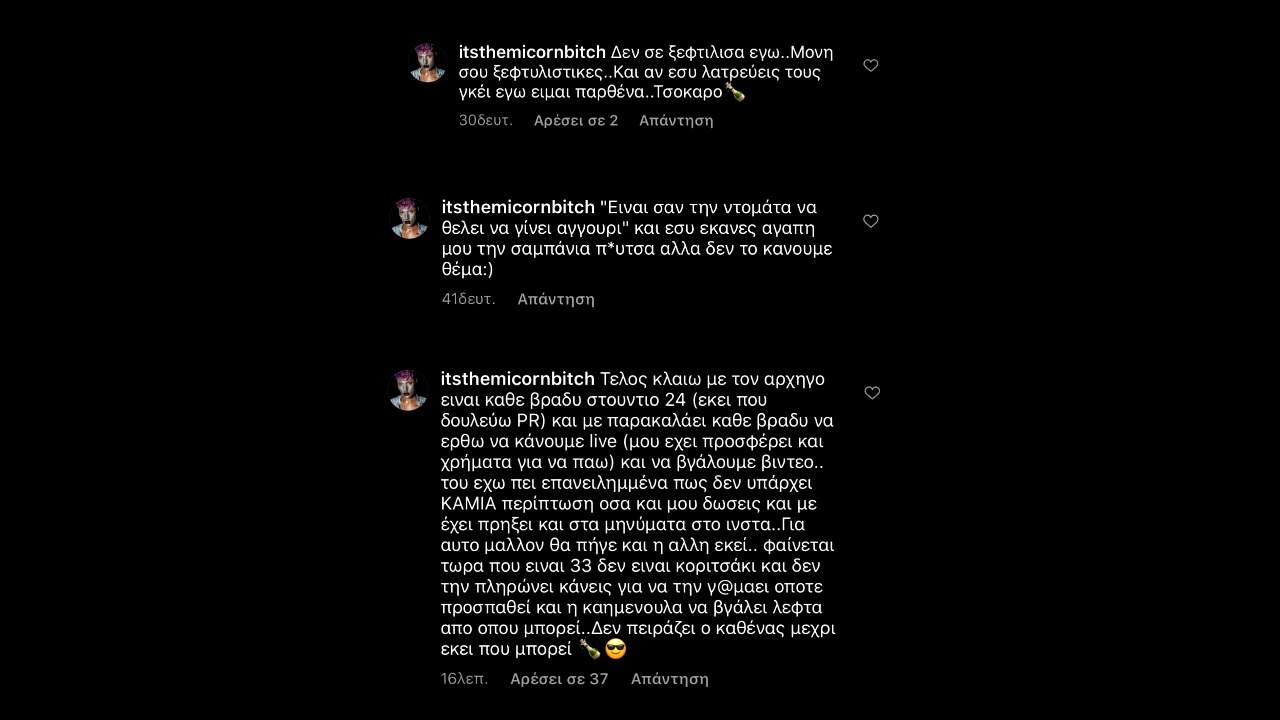 itsthemicornbitch Δεν σε ξεφτιλισα εγω..Μονη
σου ξεφτυλιστικες..Και αν εσυ λατρεύεις τους
γκέι εγω ειμαι παρθένα..Τσοκαρο🍾
30δευτ. Αρέσει σε 2 Απάντηση
itsthemicornbitch "Ειναι σαν την ντομάτα να
θελει να γίνει αγγουρι" και εσυ εκανες αγαπη
μου την σαμπάνια π*υτσα αλλα δεν το κανουμε
θέμα:)
41δευτ. Απάντηση
itsthemicornbitch Τελος κλαιω με τον αρχηγο
ειναι καθε βραδυ στουντιο 24 (εκει που
δουλεύω PR) και με παρακαλάει καθε βραδυ να
ερθω να κάνουμε live (μου εχει προσφέρει και
χρήματα για να παω) και να βγάλουμε βιντεο..
του εχω πει επανειλημμένα πως δεν υπάρχει
ΚΑΜΙΑ περίπτωση οσα και μου δωσεις και με
έχει πρηξει και στα μηνύματα στο ινστα..Για
αυτο μαλλον θα πήγε και η αλλη εκεί.. φαίνεται
τωρα που ειναι 33 δεν ειναι κοριτσάκι και δεν
την πληρώνει κάνεις για να την γ@μαει οποτε
προσπαθεί και η καημενουλα να βγάλει λεφτα
απο οπου μπορεί..Δεν πειράζει ο καθένας μεχρι
εκει που μπορεί 🍾😎
16λεπ. Αρέσει σε 37 Απάντηση